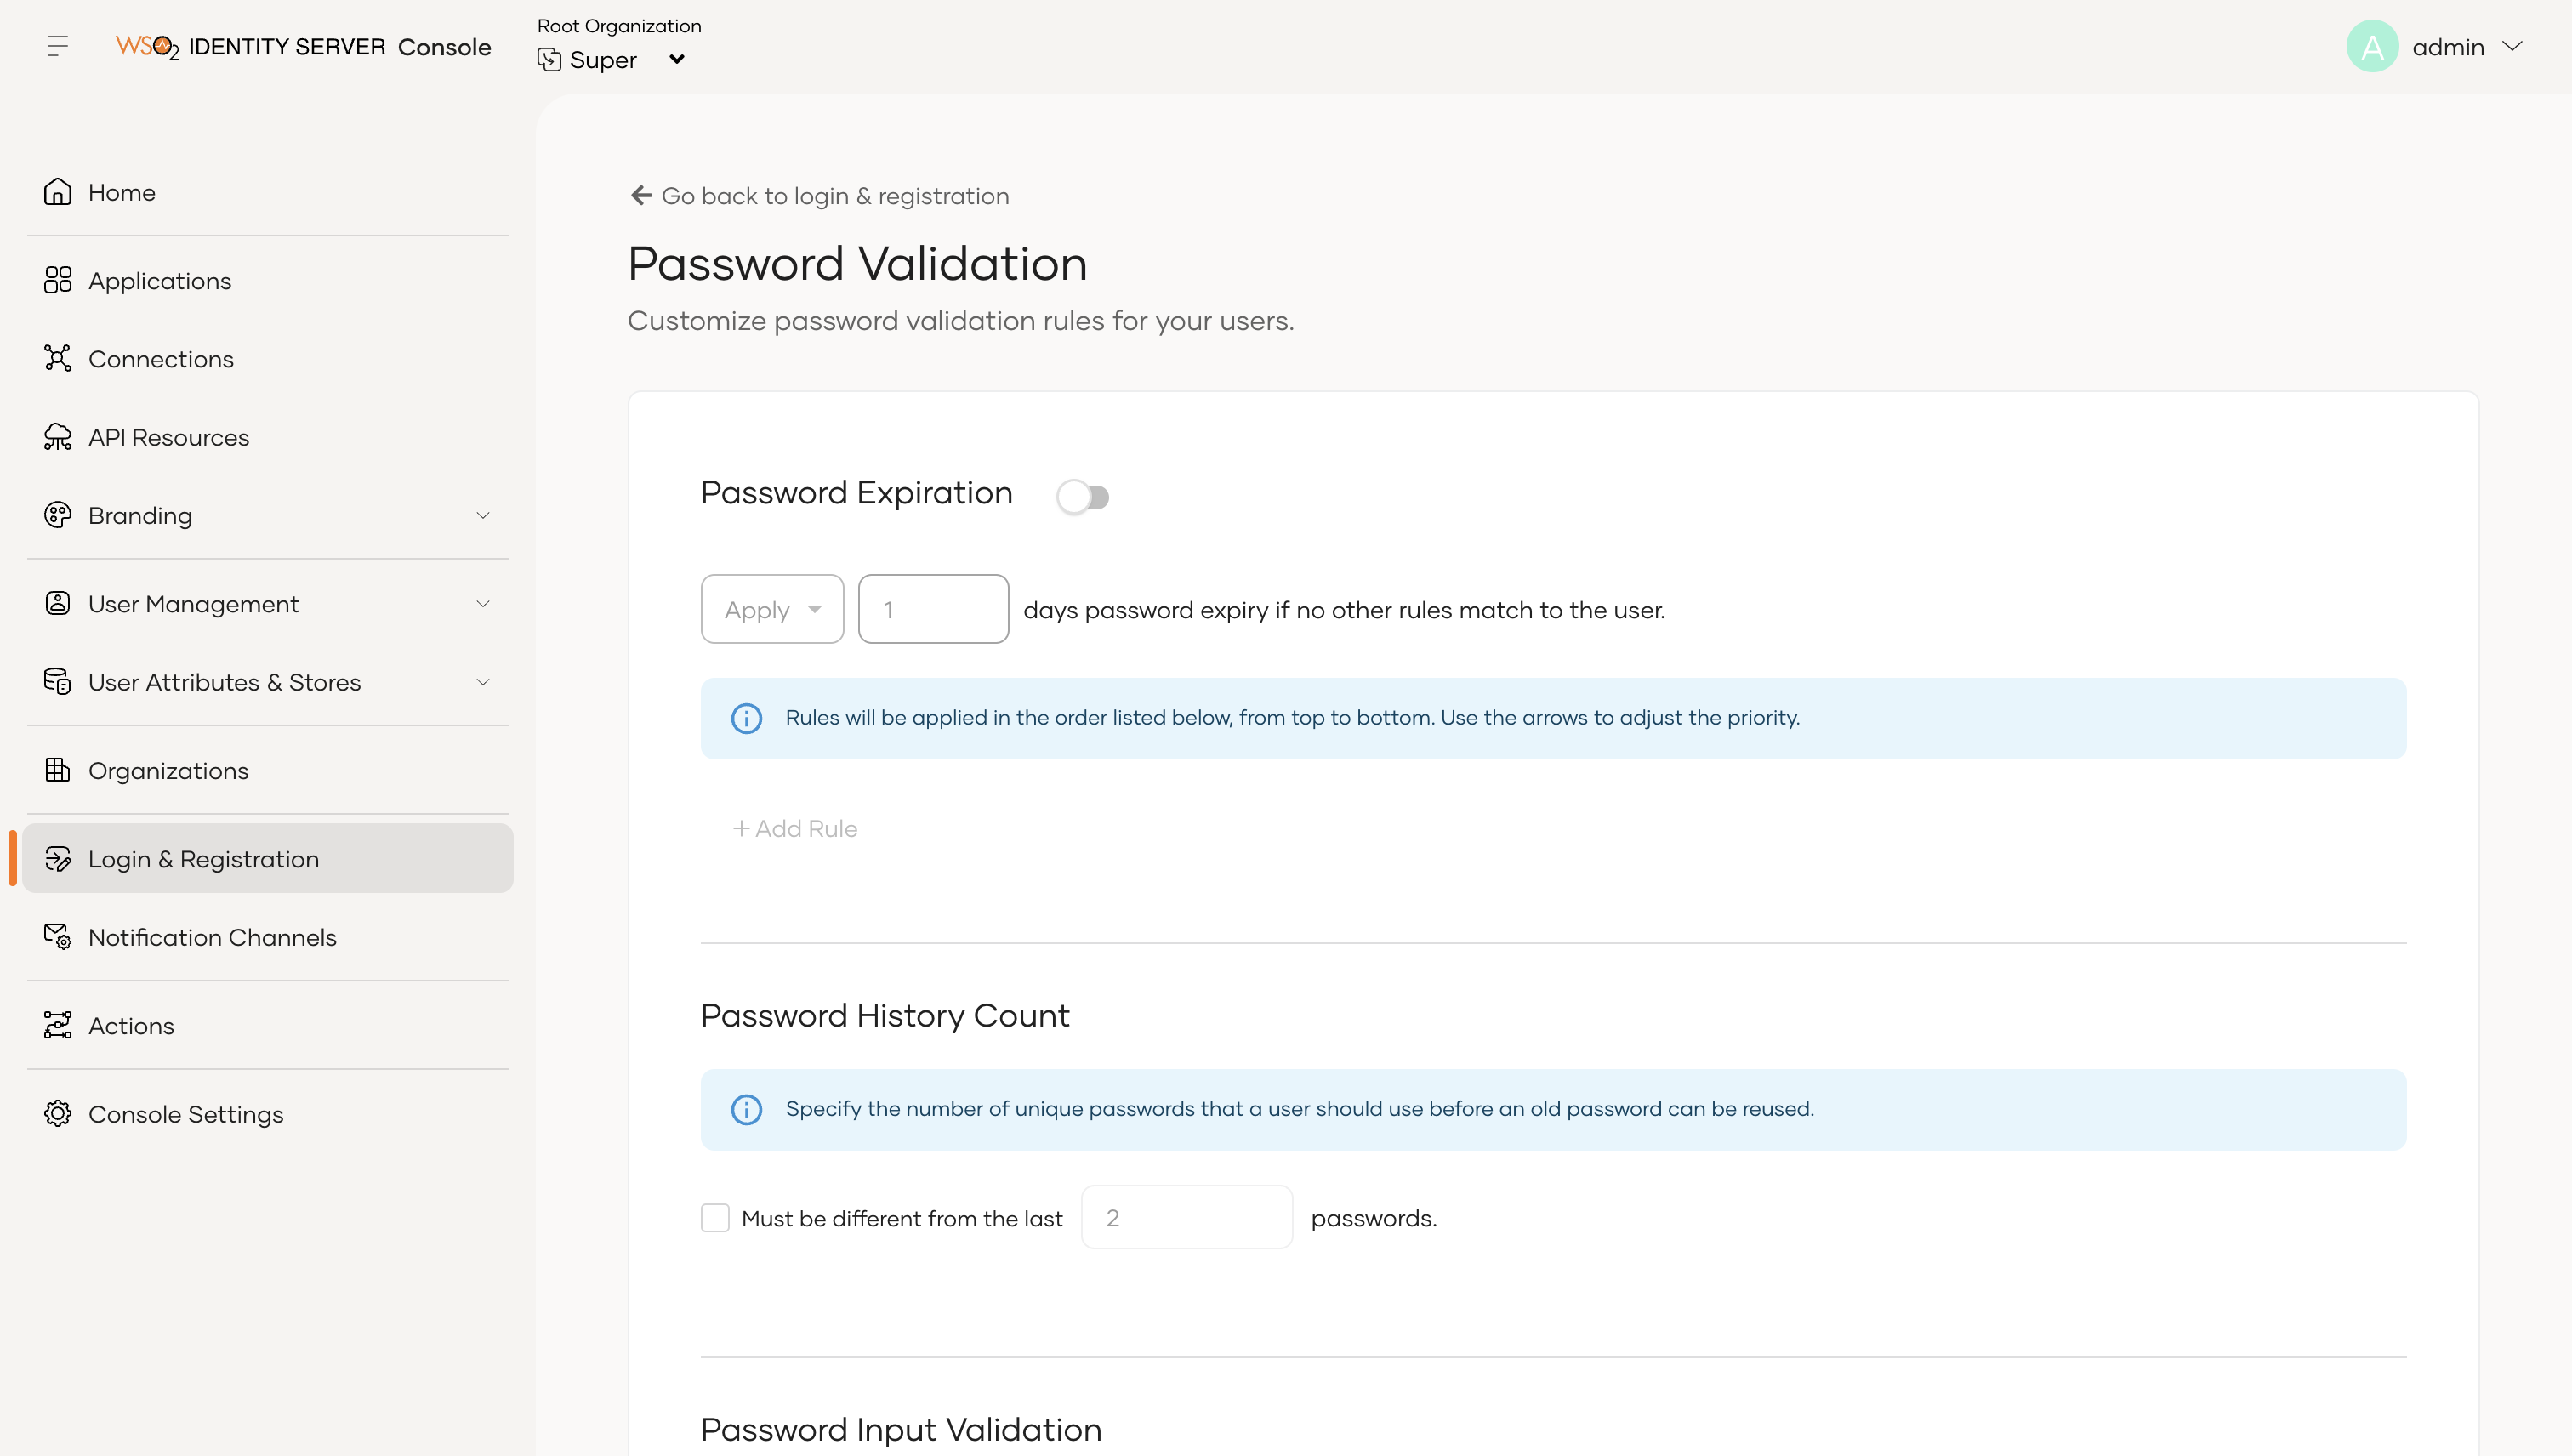 WSO2 IDENTITY SERVER Console
Root Organization
Super
A admin
Home
Applications
Connections
API Resources
Branding
User Management
User Attributes & Stores
Organizations
Login & Registration
Notification Channels
Actions
Console Settings
Go back to login & registration
Password Validation
Customize password validation rules for your users.
Password Expiration
Apply 1 days password expiry if no other rules match to the user.
Rules will be applied in the order listed below, from top to bottom. Use the arrows to adjust the priority.
+ Add Rule
Password History Count
Specify the number of unique passwords that a user should use before an old password can be reused.
Must be different from the last 2 passwords.
Password Input Validation